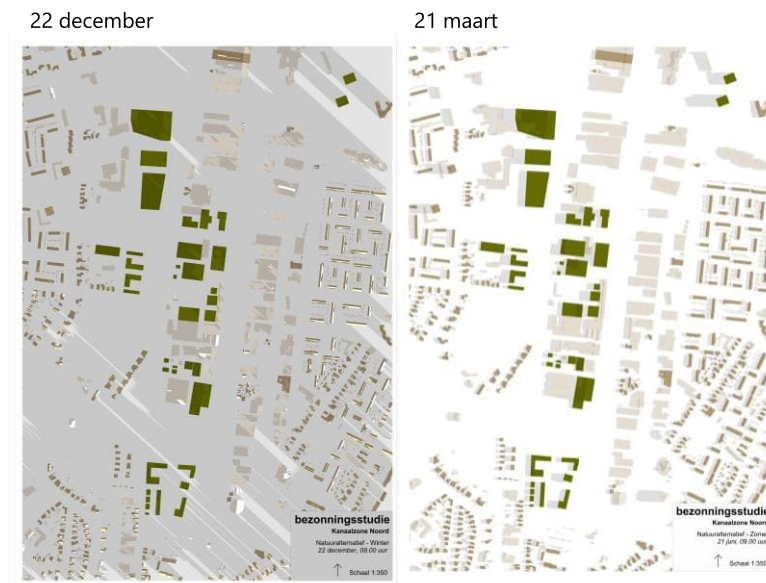 22 december
21 maart
bezonningsstudie
Kanaalzone Noord
Natuuralternatief - Winter
22 december, 09.00 uur
Schaal 1:350
bezonningsstudie
Kanaalzone Noord
Natuuralternatief - Zome
21 juni, 09.00 uur
Schaal 1:350